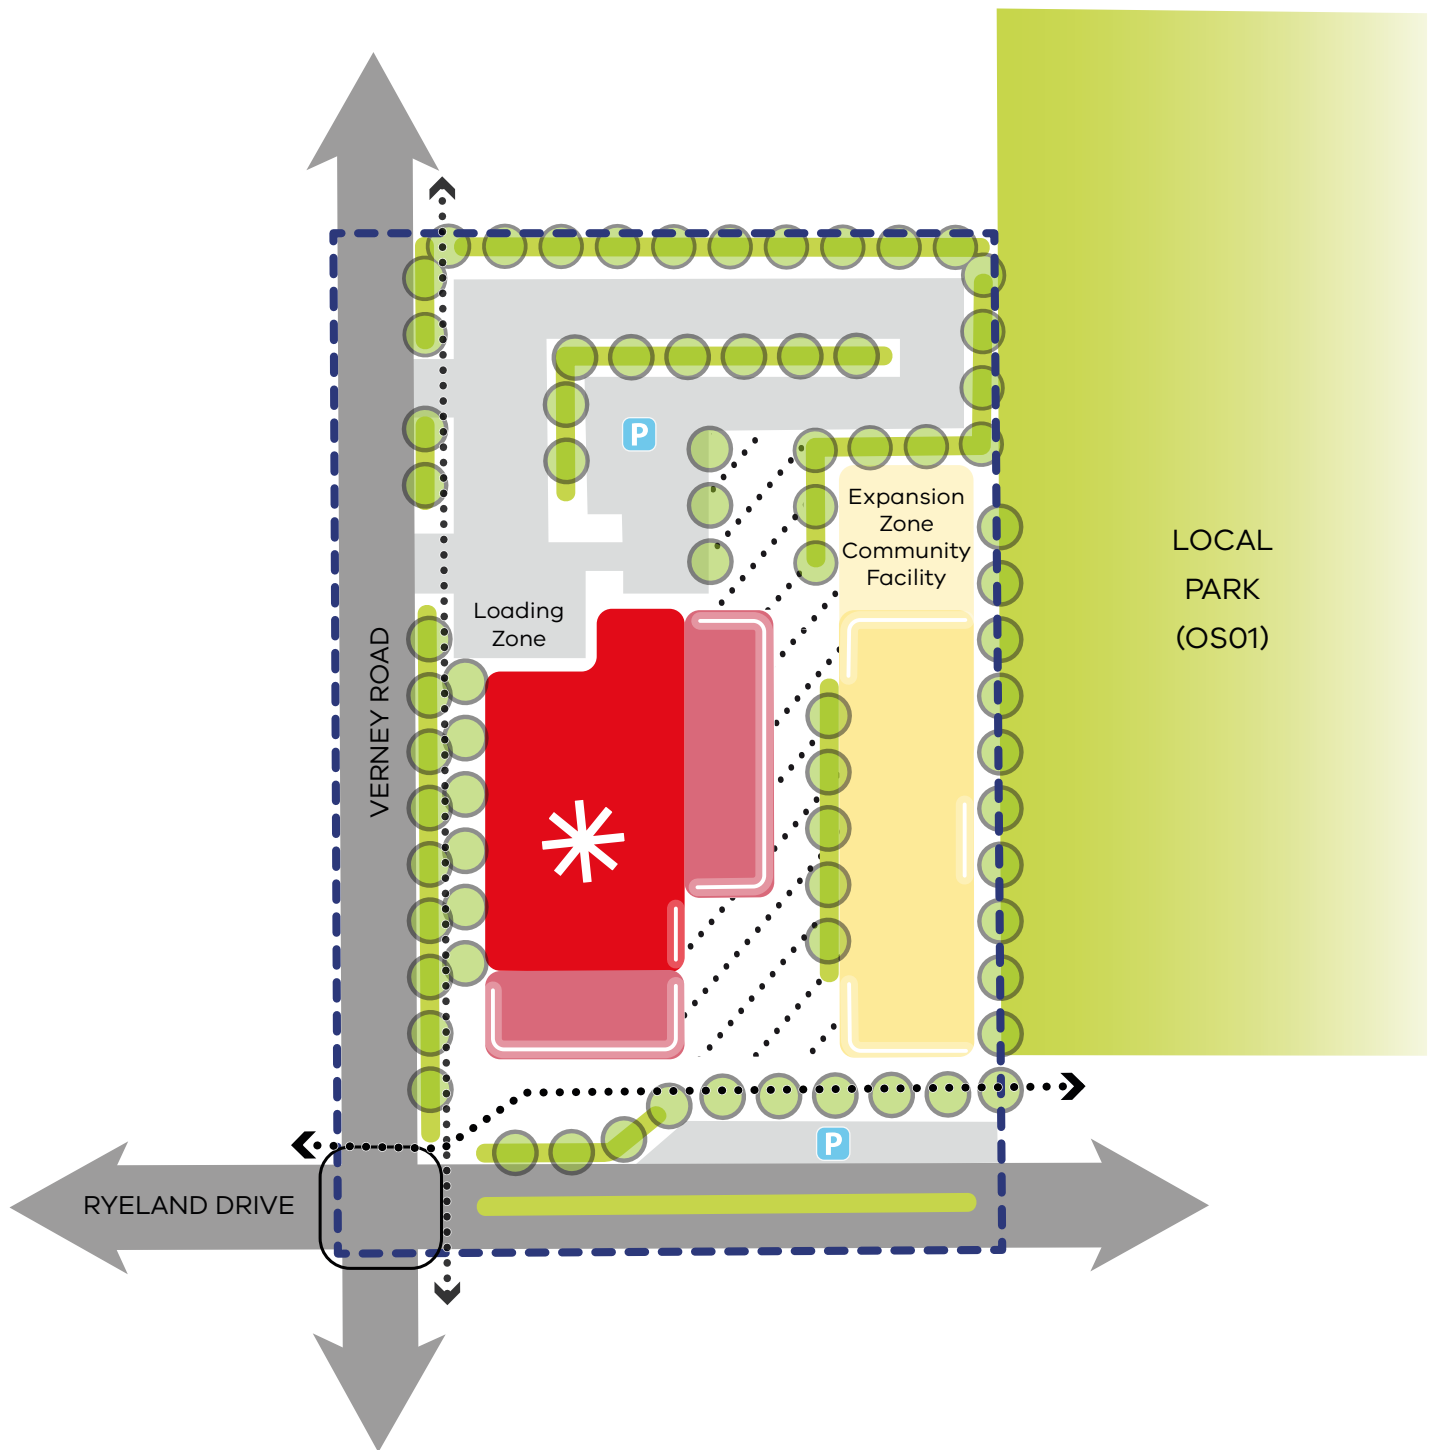 P
Expansion
Zone
Community
Facility
LOCAL
PARK
(OS01)
Loading
Zone
VERNEY ROAD
P
RYELAND DRIVE